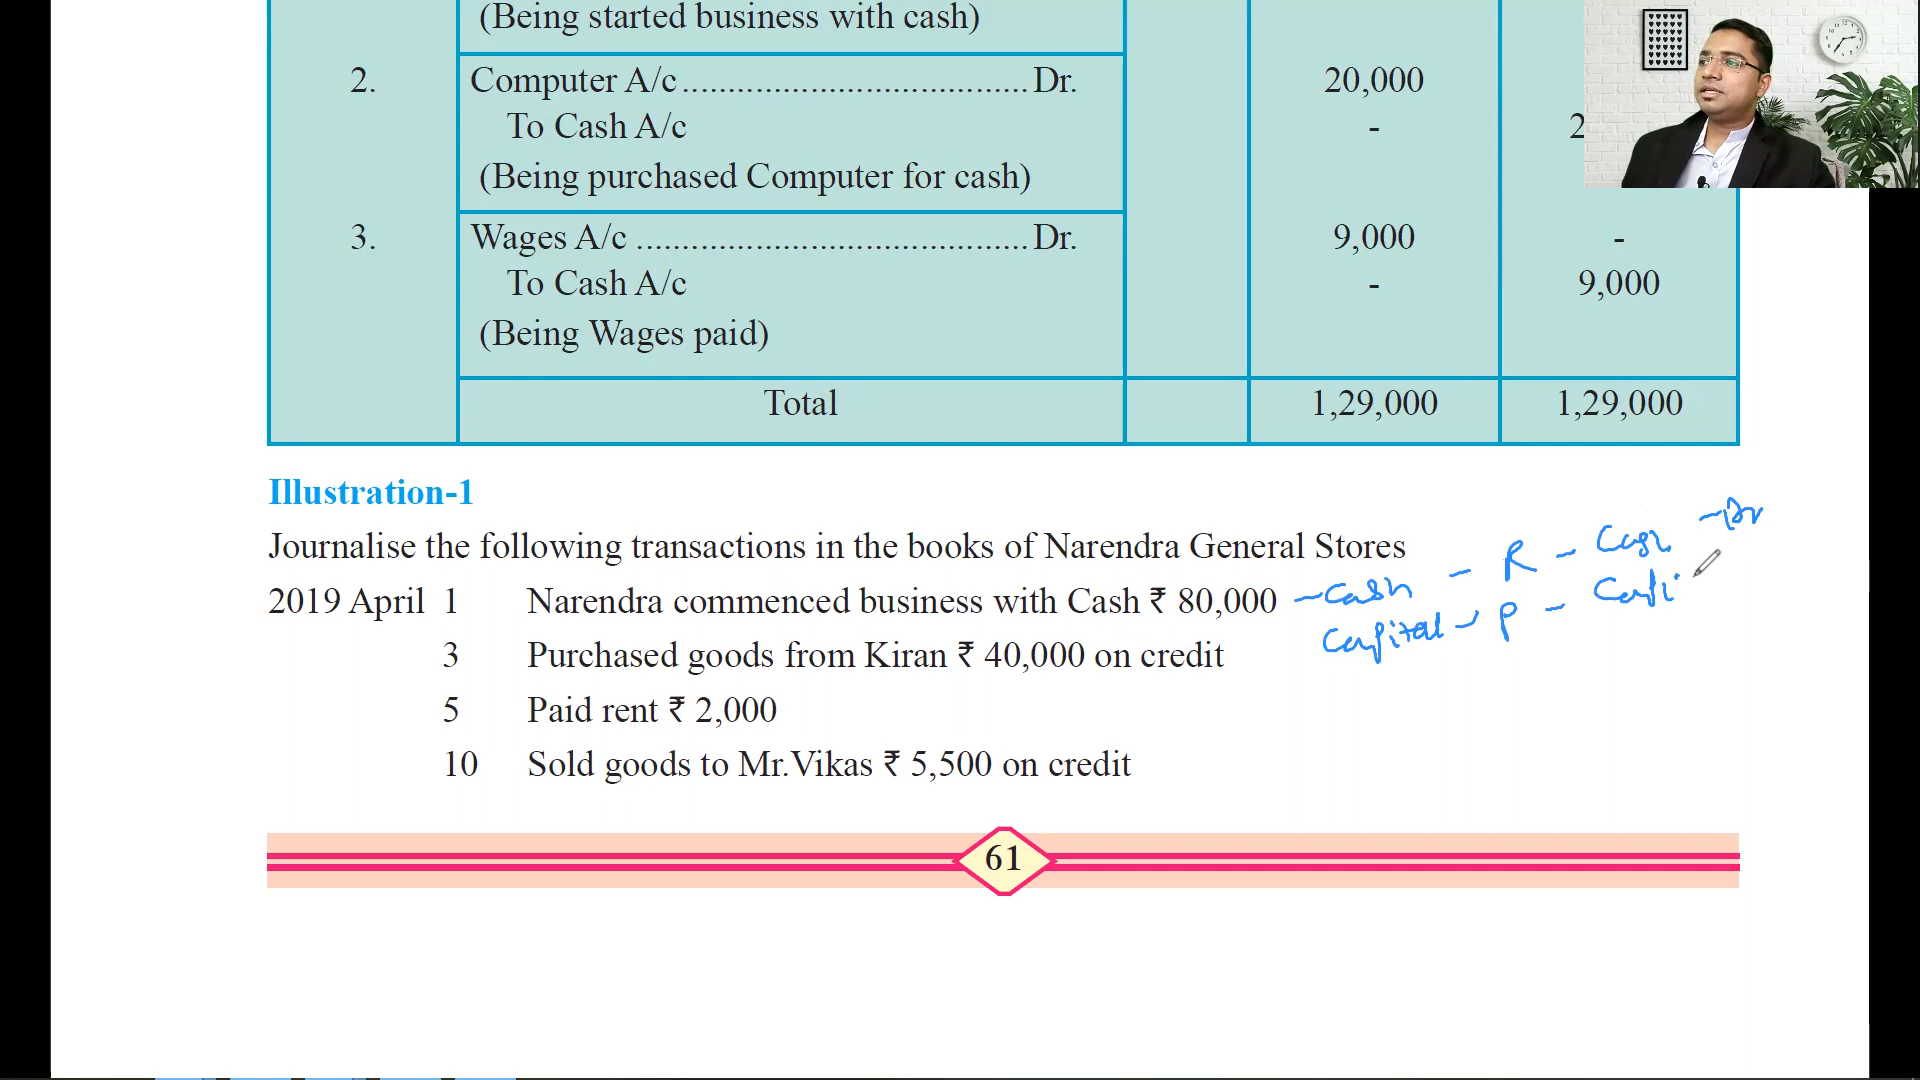 (Being started business with cash)
2. Computer A/c..................................... Dr. 20,000
To Cash A/c - 2
(Being purchased Computer for cash)
3. Wages A/c .......................................... Dr. 9,000 -
To Cash A/c - 9,000
(Being Wages paid)
Total 1,29,000 1,29,000
Illustration-1
Journalise the following transactions in the books of Narendra General Stores
2019 April 1 Narendra commenced business with Cash ₹ 80,000 - Cash - R - Cash - Dr
Capital - P - Capi
3 Purchased goods from Kiran ₹ 40,000 on credit
5 Paid rent ₹ 2,000
10 Sold goods to Mr.Vikas ₹ 5,500 on credit
61